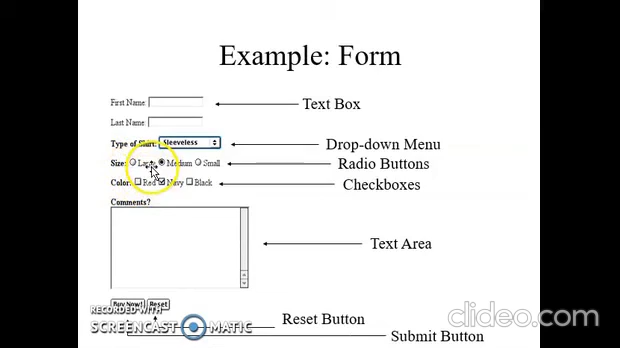 Example: Form
First Name: Text Box
Last Name:
Type of Shirt: Sleeveless Drop-down Menu
Size: Large Medium Small Radio Buttons
Color: Red Navy Black Checkboxes
Comments?
Text Area
Buy Now! Reset
RECORDED WITH
SCREENCAST MATIC
clideo.com
Reset Button
Submit Button